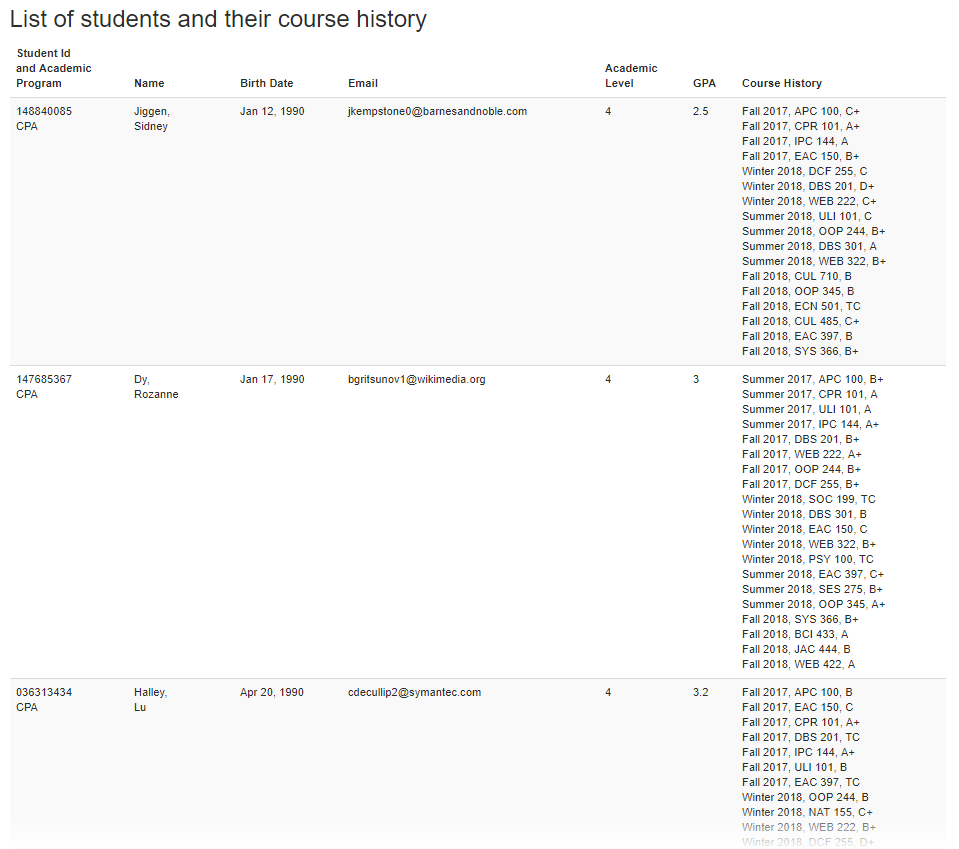 List of students and their course history
Student Id
and Academic
Program
Name
Birth Date
Email
Academic
Level
GPA
Course History
148840085
CPA
Jiggen,
Sidney
Jan 12, 1990
jkempstone0@barnesandnoble.com
4
2.5
Fall 2017, APC 100, C+
Fall 2017, CPR 101, A+
Fall 2017, IPC 144, A
Fall 2017, EAC 150, B+
Winter 2018, DCF 255, C
Winter 2018, DBS 201, D+
Winter 2018, WEB 222, C+
Summer 2018, ULI 101, C
Summer 2018, OOP 244, B+
Summer 2018, DBS 301, A
Summer 2018, WEB 322, B+
Fall 2018, CUL 710, B
Fall 2018, OOP 345, B
Fall 2018, ECN 501, TC
Fall 2018, CUL 485, C+
Fall 2018, EAC 397, B
Fall 2018, SYS 366, B+
147685367
CPA
Dy,
Rozanne
Jan 17, 1990
bgritsunov1@wikimedia.org
4
3
Summer 2017, APC 100, B+
Summer 2017, CPR 101, A
Summer 2017, ULI 101, A
Summer 2017, IPC 144, A+
Fall 2017, DBS 201, B+
Fall 2017, WEB 222, A+
Fall 2017, OOP 244, B+
Fall 2017, DCF 255, B+
Winter 2018, SOC 199, TC
Winter 2018, DBS 301, B
Winter 2018, EAC 150, C
Winter 2018, WEB 322, B+
Winter 2018, PSY 100, TC
Summer 2018, EAC 397, C+
Summer 2018, SES 275, B+
Summer 2018, OOP 345, A+
Fall 2018, SYS 366, B+
Fall 2018, BCI 433, A
Fall 2018, JAC 444, B
Fall 2018, WEB 422, A
036313434
CPA
Halley,
Lu
Apr 20, 1990
cdecullip2@symantec.com
4
3.2
Fall 2017, APC 100, B
Fall 2017, EAC 150, C
Fall 2017, CPR 101, A+
Fall 2017, DBS 201, TC
Fall 2017, IPC 144, A+
Fall 2017, ULI 101, B
Fall 2017, EAC 397, TC
Winter 2018, OOP 244, B
Winter 2018, NAT 155, C+
Winter 2018, WEB 222, B+
Winter 2018, DCF 255, D+